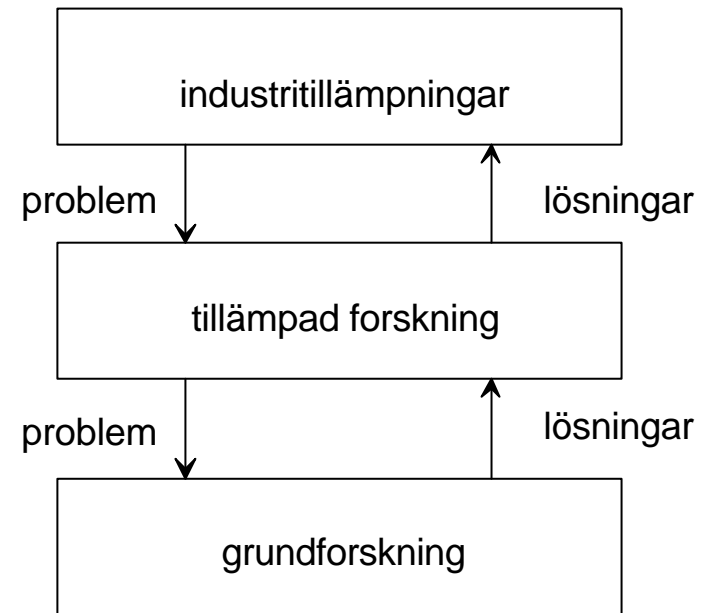 industritillämpningar
problem
lösningar
tillämpad forskning
problem
lösningar
grundforskning